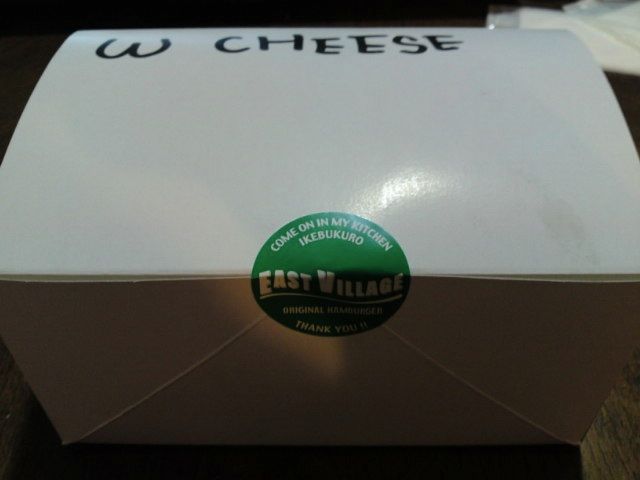 W CHEESE
COME ON IN MY KITCHEN
IKEBUKURO
EAST VILLAGE
ORIGINAL HAMBURGER
THANK YOU !!